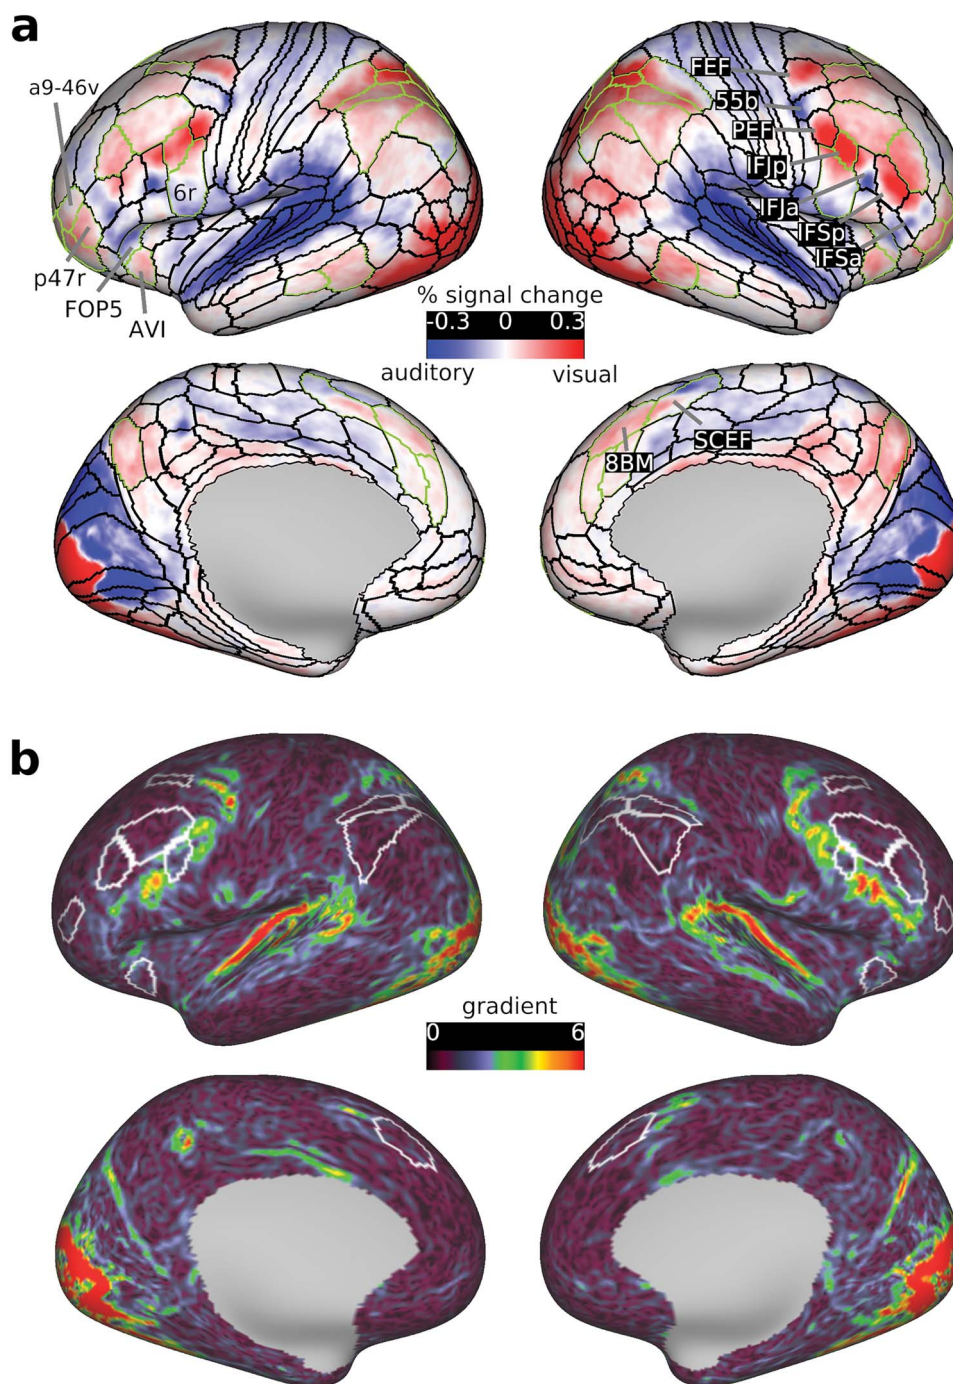 a
a9-46v
6r
p47r
FOP5
AVI
FEF
55b
PEF
IFJp
IFJa
IFSp
IFSa
% signal change
-0.3 0 0.3
auditory visual
8BM
SCEF
b
gradient
0 6